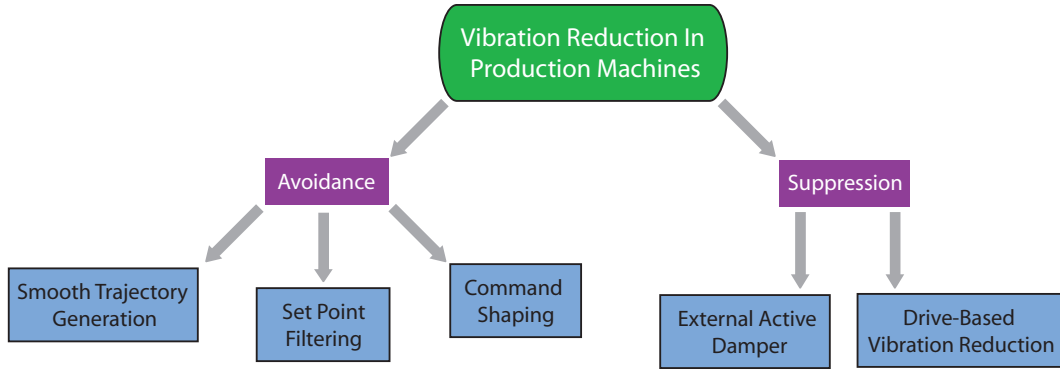 Vibration Reduction In
Production Machines
Avoidance
Suppression
Smooth Trajectory
Generation
Set Point
Filtering
Command
Shaping
External Active
Damper
Drive-Based
Vibration Reduction